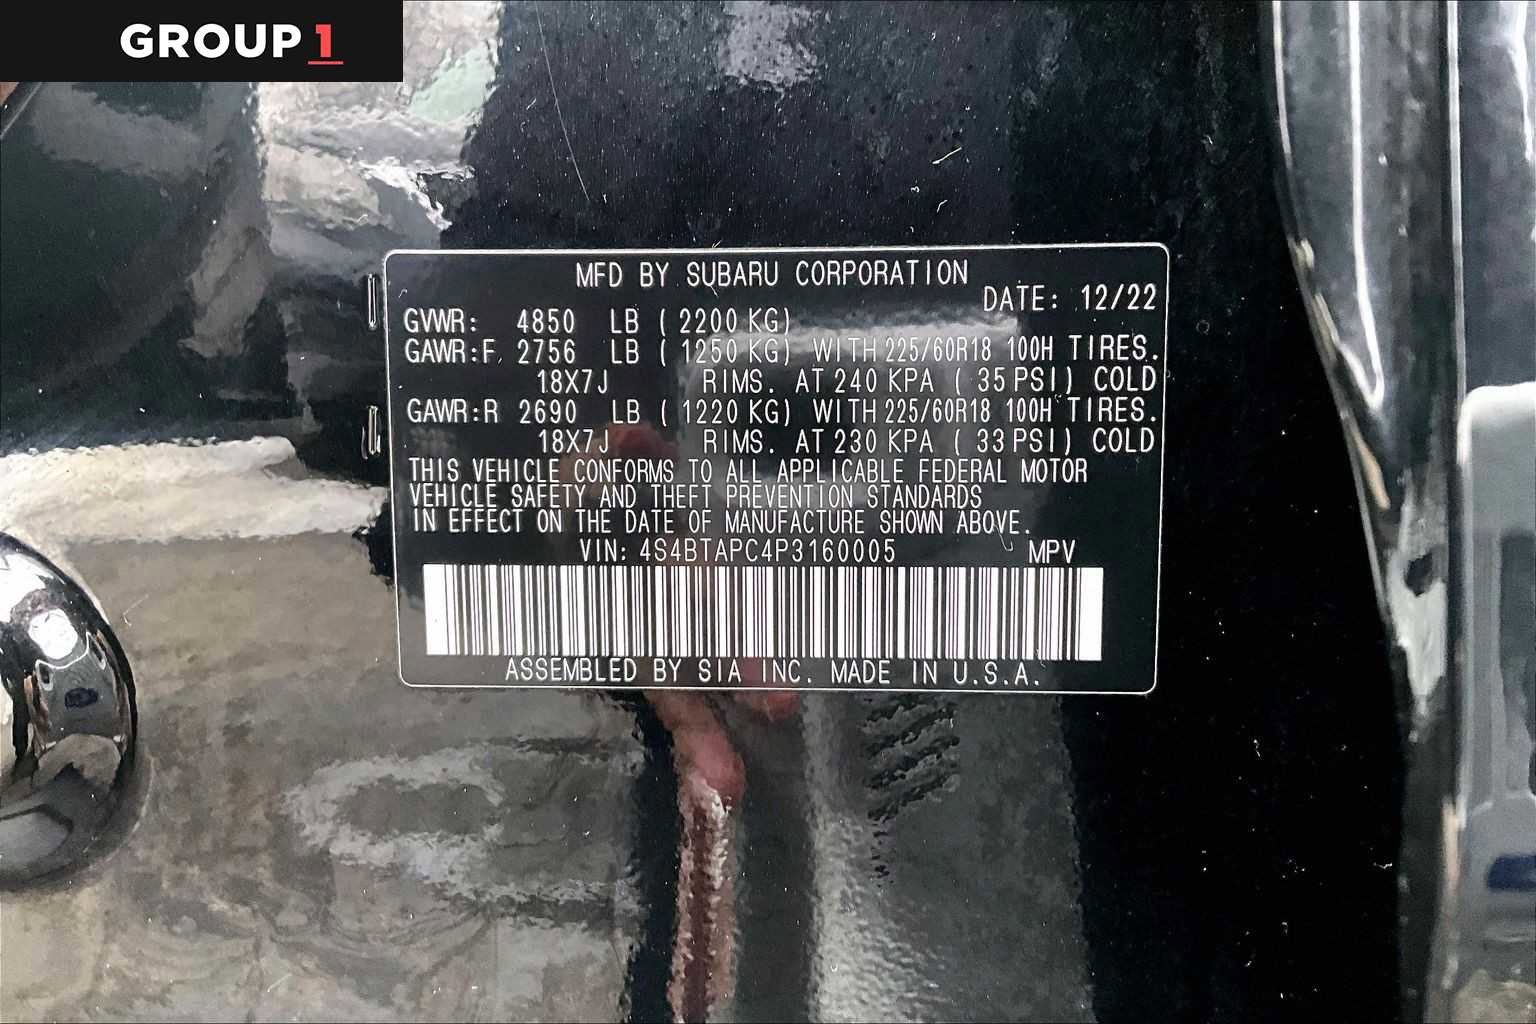 GROUP 1
MFD BY SUBARU CORPORATION
DATE: 12/22
GVWR: 4850 LB ( 2200 KG)
GAWR:F 2756 LB ( 1250 KG) WITH 225/60R18 100H TIRES.
18X7J RIMS. AT 240 KPA ( 35 PSI) COLD
GAWR:R 2690 LB ( 1220 KG) WITH 225/60R18 100H TIRES.
18X7J RIMS. AT 230 KPA ( 33 PSI) COLD
THIS VEHICLE CONFORMS TO ALL APPLICABLE FEDERAL MOTOR
VEHICLE SAFETY AND THEFT PREVENTION STANDARDS
IN EFFECT ON THE DATE OF MANUFACTURE SHOWN ABOVE.
VIN: 4S4BTAPC4P3160005 MPV
ASSEMBLED BY SIA INC. MADE IN U.S.A.